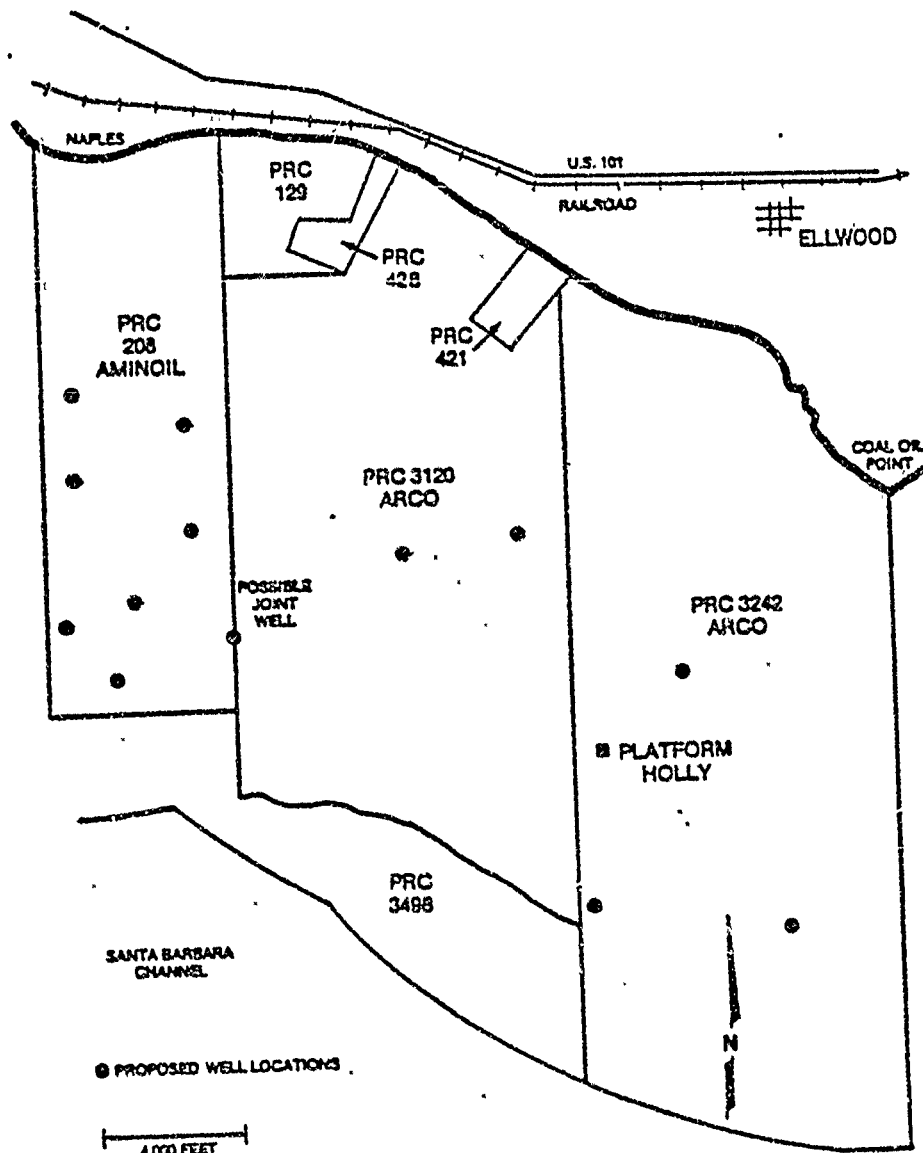 NAPLES
U.S. 101
RAILROAD
ELLWOOD
PRC
129
PRC
428
PRC
421
PRC
208
AMINOIL
COAL OIL
POINT
PRC 3120
ARCO
POSSIBLE
JOINT
WELL
PRC 3242
ARCO
PLATFORM
HOLLY
PRC
3498
SANTA BARBARA
CHANNEL
N
PROPOSED WELL LOCATIONS
4,000 FEET